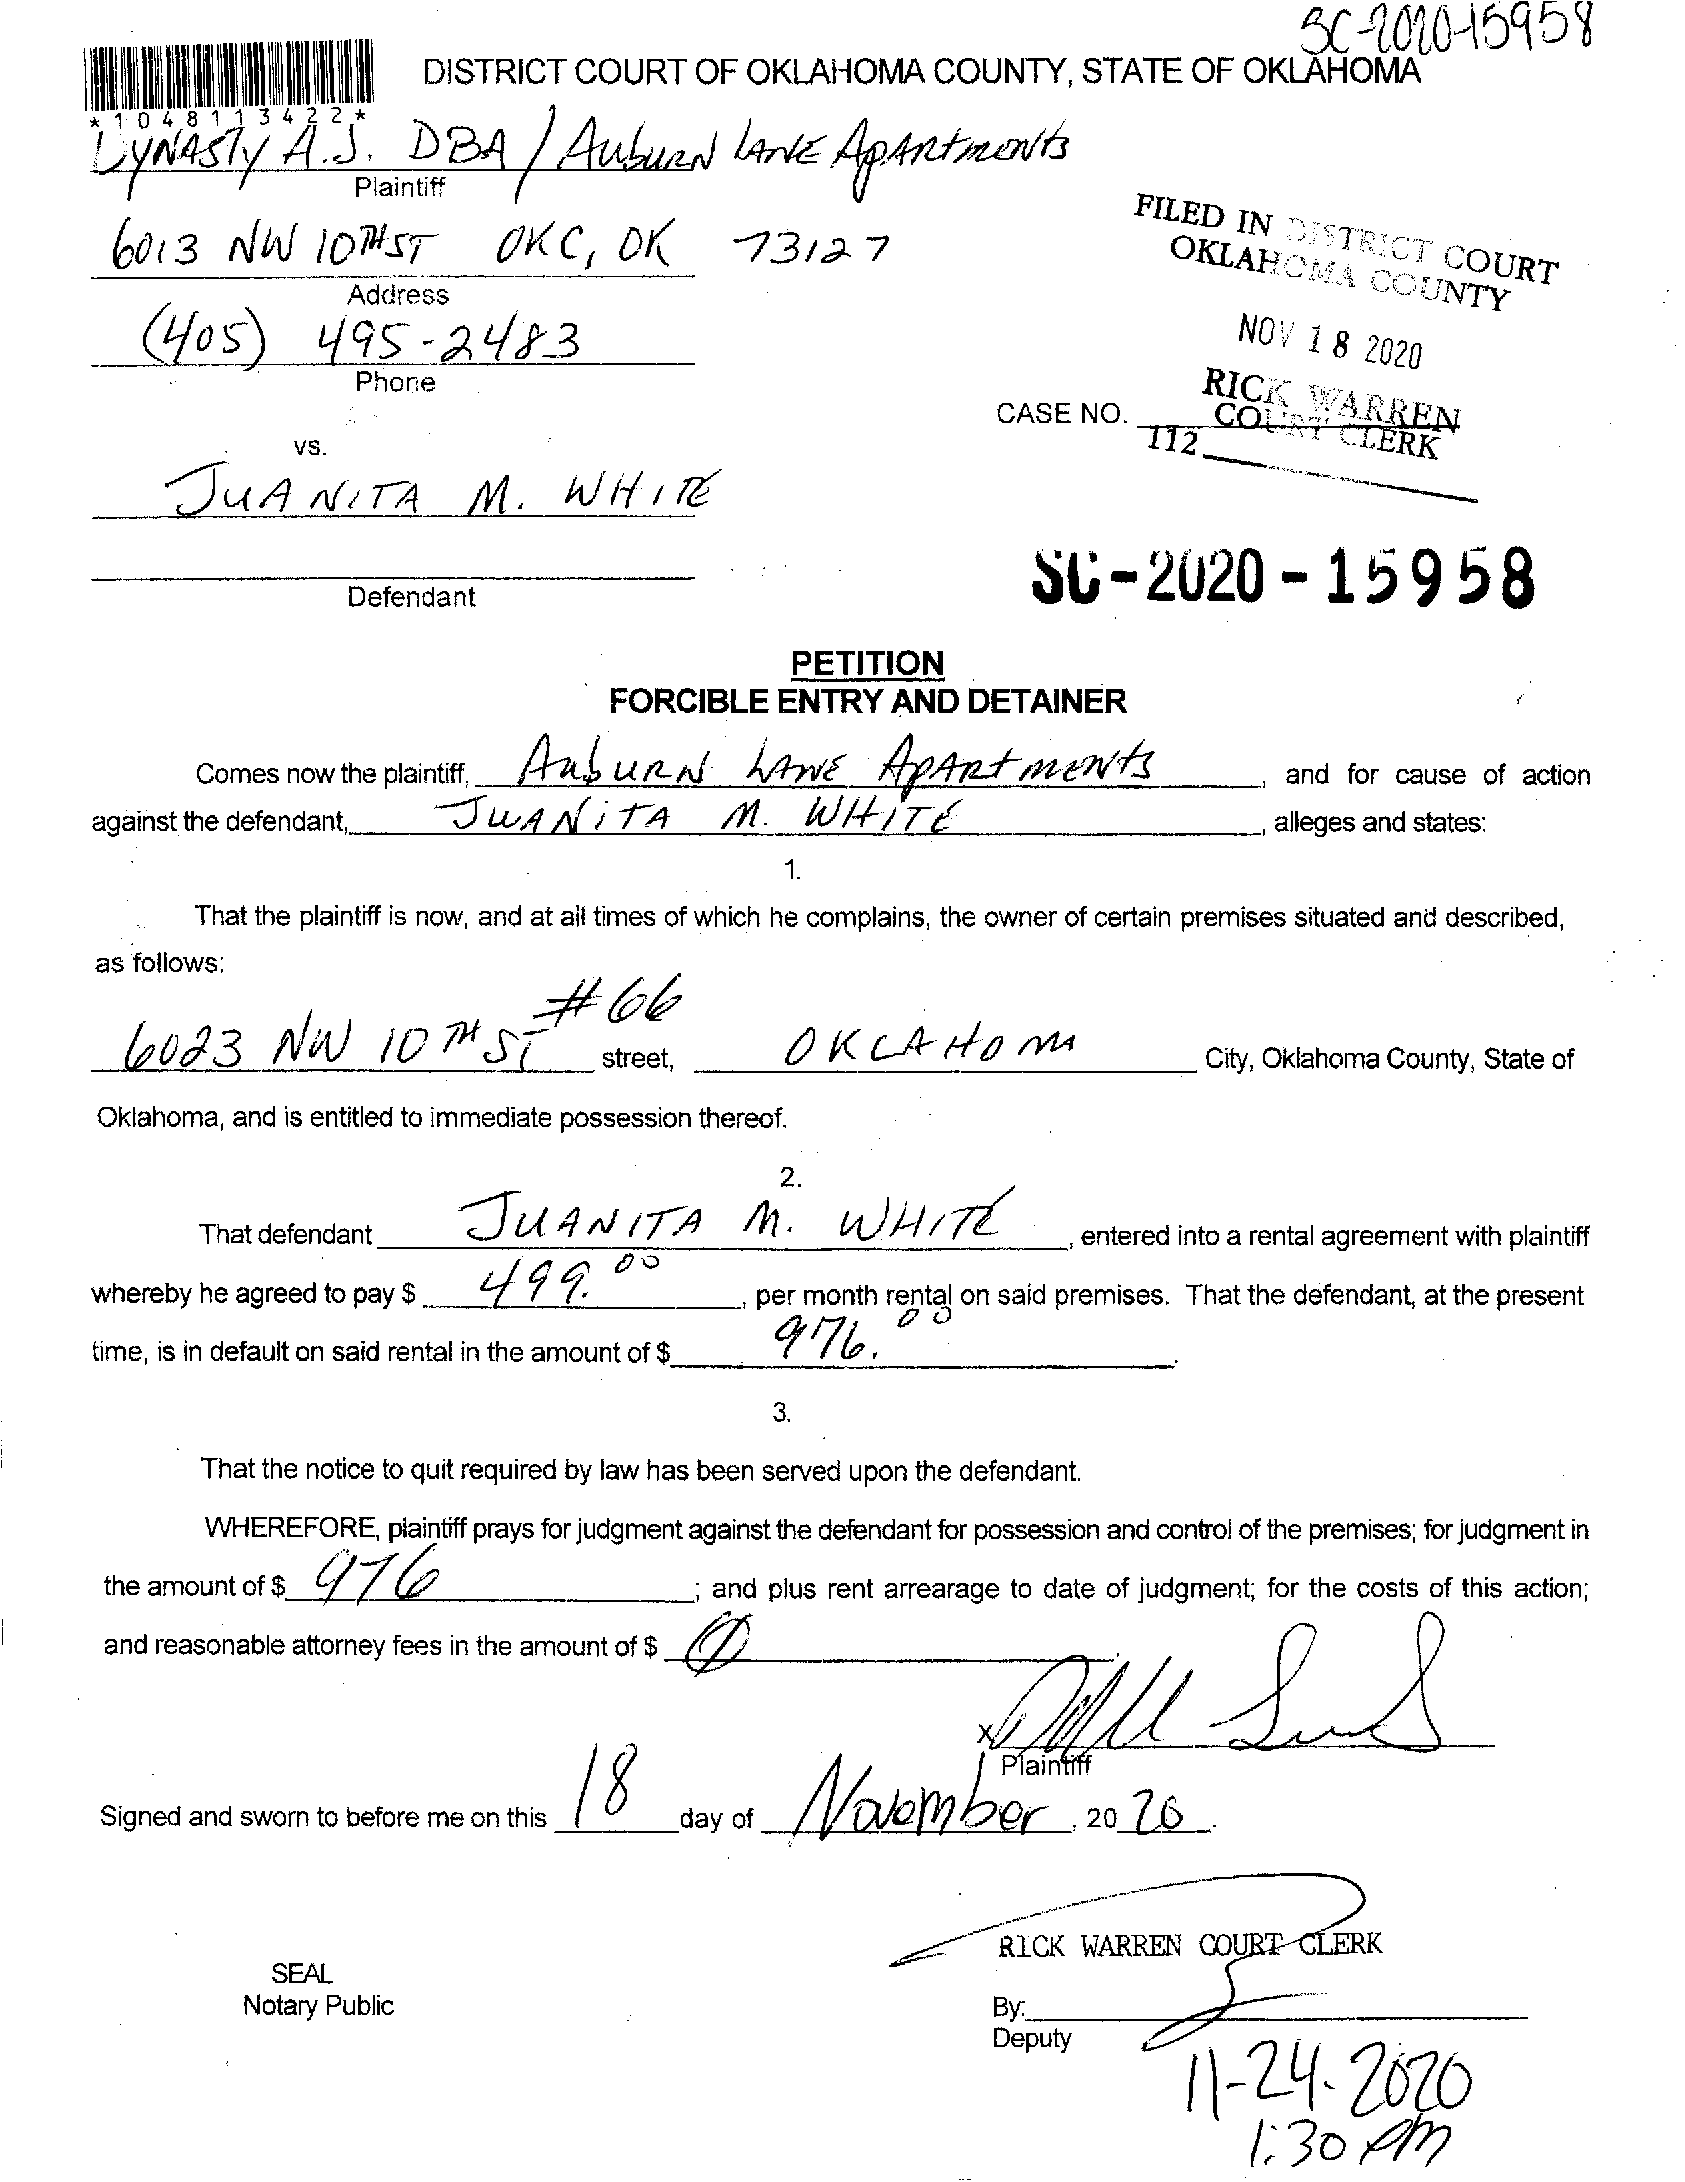 SC-2020-15958
DISTRICT COURT OF OKLAHOMA COUNTY, STATE OF OKLAHOMA
*1048113422*
DYNASTY A.J. DBA / AuburN LANE ApARtmeNts
Plaintiff
6013 NW 10TH ST OKC, OK 73127
Address
(405) 495-2483
Phone
FILED IN DISTRICT COURT
OKLAHOMA COUNTY
NOV 18 2020
RICK WARREN
COURT CLERK
CASE NO.
112
vs.
JUANITA M. WHITE
Defendant
SC-2020-15958
PETITION
FORCIBLE ENTRY AND DETAINER
Comes now the plaintiff, AubURN LANE ApARtmeNts, and for cause of action
against the defendant, JUANiTA M. WHITE, alleges and states:
1.
That the plaintiff is now, and at all times of which he complains, the owner of certain premises situated and described,
as follows:
#66
6023 NW 10TH ST street, OKLAHOMA City, Oklahoma County, State of
Oklahoma, and is entitled to immediate possession thereof.
2.
That defendant JUANITA M. WHITE, entered into a rental agreement with plaintiff
whereby he agreed to pay $ 499.00, per month rental on said premises. That the defendant, at the present
time, is in default on said rental in the amount of $ 976.00.
3.
That the notice to quit required by law has been served upon the defendant.
WHEREFORE, plaintiff prays for judgment against the defendant for possession and control of the premises; for judgment in
the amount of $ 976; and plus rent arrearage to date of judgment; for the costs of this action;
and reasonable attorney fees in the amount of $ 0.
x
Plaintiff
Signed and sworn to before me on this 18 day of November, 2020.
RICK WARREN COURT CLERK
SEAL
Notary Public
By:
Deputy
11-24-2020
1:30 PM